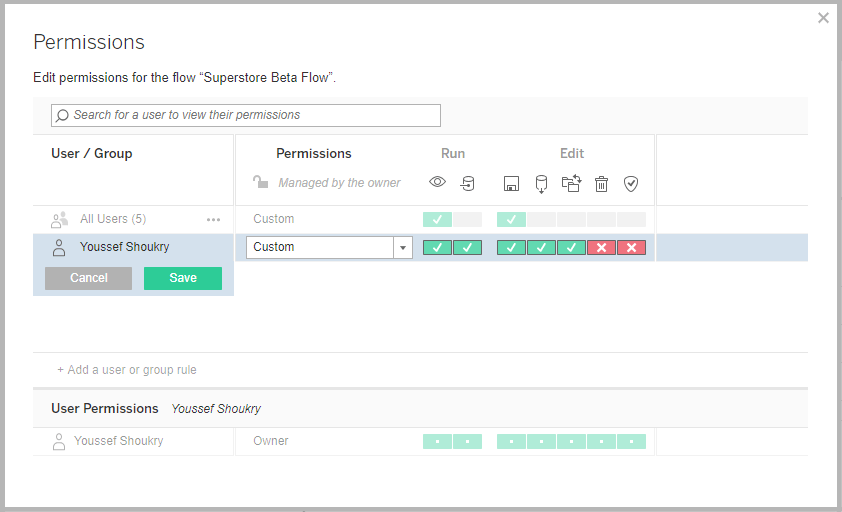 Permissions
Edit permissions for the flow “Superstore Beta Flow”.
Search for a user to view their permissions
User / Group Permissions Run Edit
Managed by the owner
All Users (5) Custom
Youssef Shoukry Custom
Cancel Save
+ Add a user or group rule
User Permissions Youssef Shoukry
Youssef Shoukry Owner